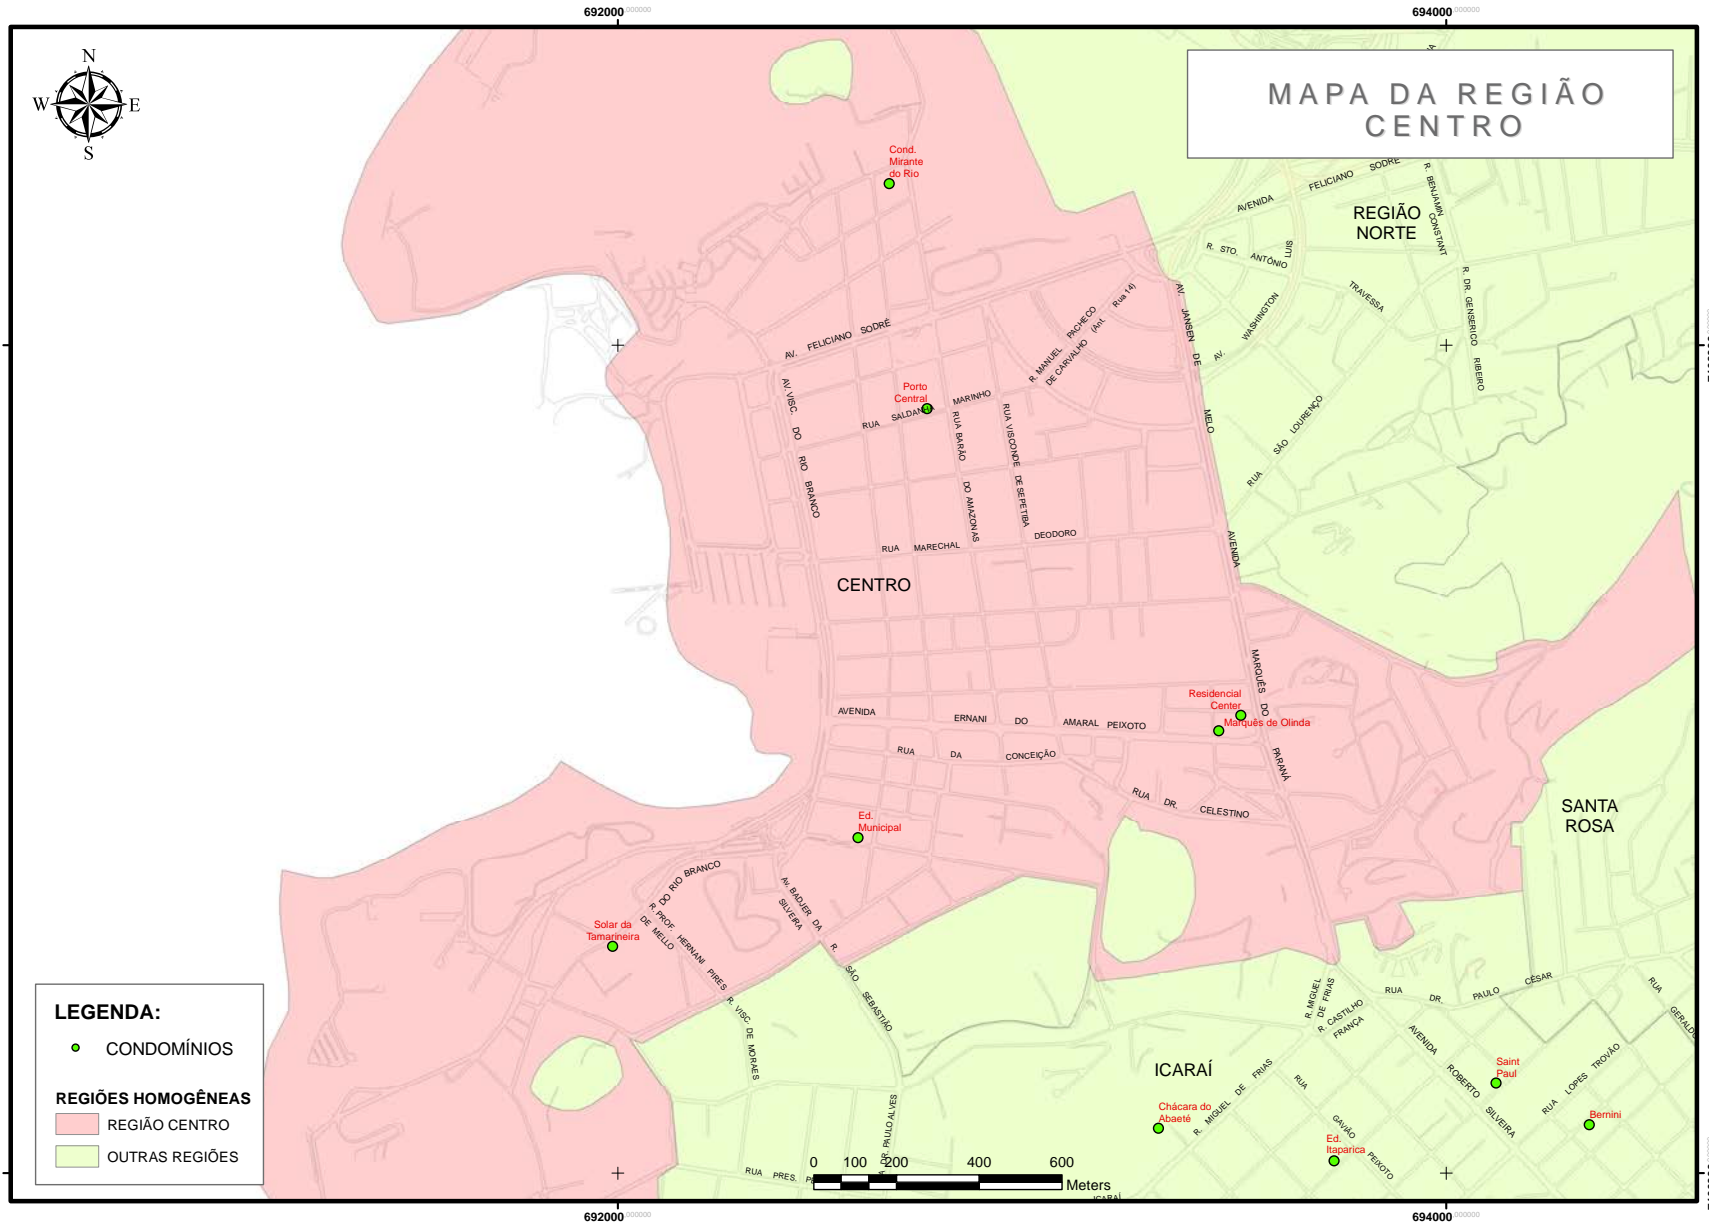 692000
694000
N
W
E
S
MAPA DA REGIÃO
CENTRO
Cond.
Mirante
do Rio
AVENIDA
FELICIANO
SODRÉ
REGIÃO
NORTE
R. BENJAMIN
CONSTANT
R. STO.
ANTÔNIO
LUIS
WASHINGTON
AV.
TRAVESSA
R. DR. GENSERICO
RIBEIRO
AV.
FELICIANO
SODRÉ
R. MANUEL PACHECO
DE CARVALHO
(Ant. Rua 14)
AV. JANSEN DE
MELO
RUA SÃO LOURENÇO
Porto
Central
RUA SALDANHA
MARINHO
AV. VISC. DO RIO BRANCO
RUA BARÃO
DO AMAZONAS
RUA VISCONDE DE SEPETIBA
RUA MARECHAL
DEODORO
AVENIDA
CENTRO
MARQUÊS DO
PARANÁ
Residencial
Center
Marquês de Olinda
AVENIDA
ERNANI DO AMARAL PEIXOTO
RUA DA CONCEIÇÃO
RUA DR. CELESTINO
SANTA
ROSA
Ed.
Municipal
DO RIO BRANCO
R. PROF. HERNANI PIRES
DE MELLO
AV. BADJER DA
SILVEIRA
R. SÃO SEBASTIÃO
Solar da
Tamarineira
R. VISC. DE MORAES
R. MIGUEL
DE FRIAS
R. CASTILHO
FRANÇA
RUA DR. PAULO CÉSAR
RUA
AVENIDA
ROBERTO
SILVEIRA
RUA LOPES TROVÃO
ICARAÍ
Saint
Paul
Bernini
Chácara do
Abaeté
R. MIGUEL DE FRIAS
RUA
GAVIÃO
PEIXOTO
Ed.
Itaparica
DR. PAULO ALVES
RUA PRES.
ICARAÍ
LEGENDA:
CONDOMÍNIOS
REGIÕES HOMOGÊNEAS
REGIÃO CENTRO
OUTRAS REGIÕES
0 100 200 400 600
Meters
692000
694000